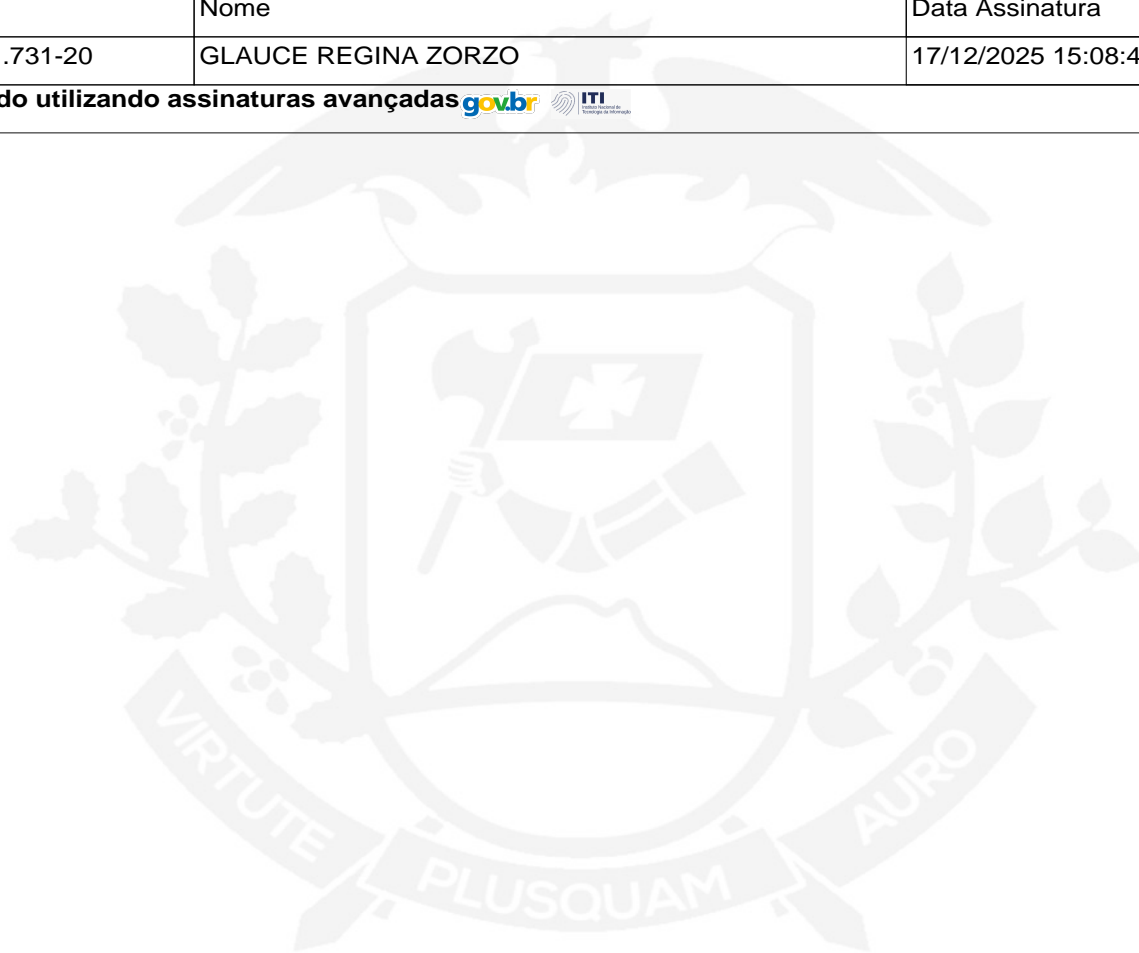 Nome Data Assinatura
.731-20 GLAUCE REGINA ZORZO 17/12/2025 15:08:4
do utilizando assinaturas avançadas gov.br ITI
VIRTUTE PLUSQUAM AURO